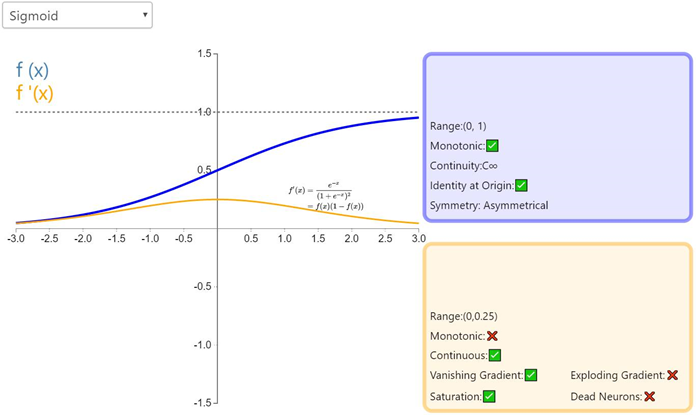 Sigmoid
f (x)
f '(x)
1.5
1.0
0.5
-0.5
-1.0
-1.5
-3.0 -2.5 -2.0 -1.5 -1.0 -0.5 0.5 1.0 1.5 2.0 2.5 3.0
f′(x) = e^{-x} / (1 + e^{-x})^2
= f(x)(1 − f(x))
Range:(0, 1)
Monotonic:✅
Continuity:C∞
Identity at Origin:✅
Symmetry: Asymmetrical
Range:(0,0.25)
Monotonic:❌
Continuous:✅
Vanishing Gradient:✅ Exploding Gradient:❌
Saturation:✅ Dead Neurons:❌